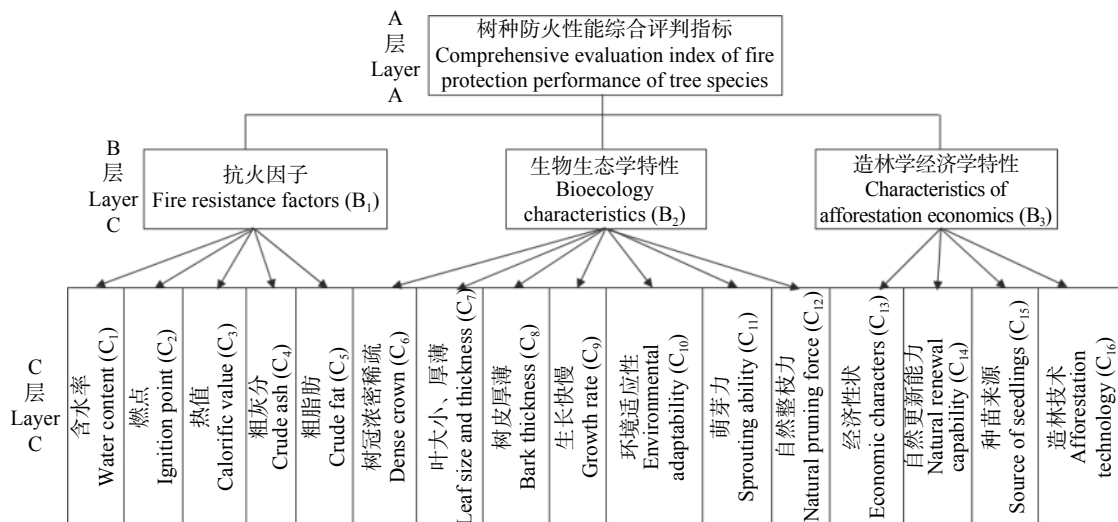 A
层
Layer
A
树种防火性能综合评判指标
Comprehensive evaluation index of fire
protection performance of tree species
B
层
Layer
C
抗火因子
Fire resistance factors (B₁)
生物生态学特性
Bioecology
characteristics (B₂)
造林学经济学特性
Characteristics of
afforestation economics (B₃)
C
层
Layer
C
含水率
Water content (C₁)
燃点
Ignition point (C₂)
热值
Calorific value (C₃)
粗灰分
Crude ash (C₄)
粗脂肪
Crude fat (C₅)
树冠浓密稀疏
Dense crown (C₆)
叶大小、厚薄
Leaf size and thickness (C₇)
树皮厚薄
Bark thickness (C₈)
生长快慢
Growth rate (C₉)
环境适应性
Environmental
adaptability (C₁₀)
萌芽力
Sprouting ability (C₁₁)
自然整枝力
Natural pruning force (C₁₂)
经济性状
Economic characters (C₁₃)
自然更新能力
Natural renewal
capability (C₁₄)
种苗来源
Source of seedlings (C₁₅)
造林技术
Afforestation
technology (C₁₆)